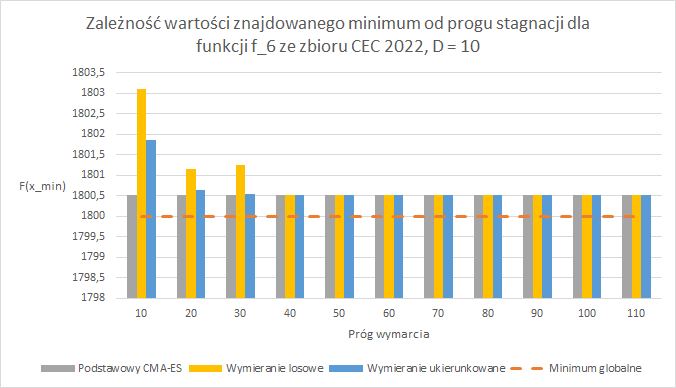 Zależność wartości znajdowanego minimum od progu stagnacji dla
funkcji f_6 ze zbioru CEC 2022, D = 10
1803,5
1803
1802,5
1802
1801,5
1801
1800,5
1800
1799,5
1799
1798,5
1798
F(x_min)
10 20 30 40 50 60 70 80 90 100 110
Próg wymarcia
Podstawowy CMA-ES Wymieranie losowe Wymieranie ukierunkowane Minimum globalne